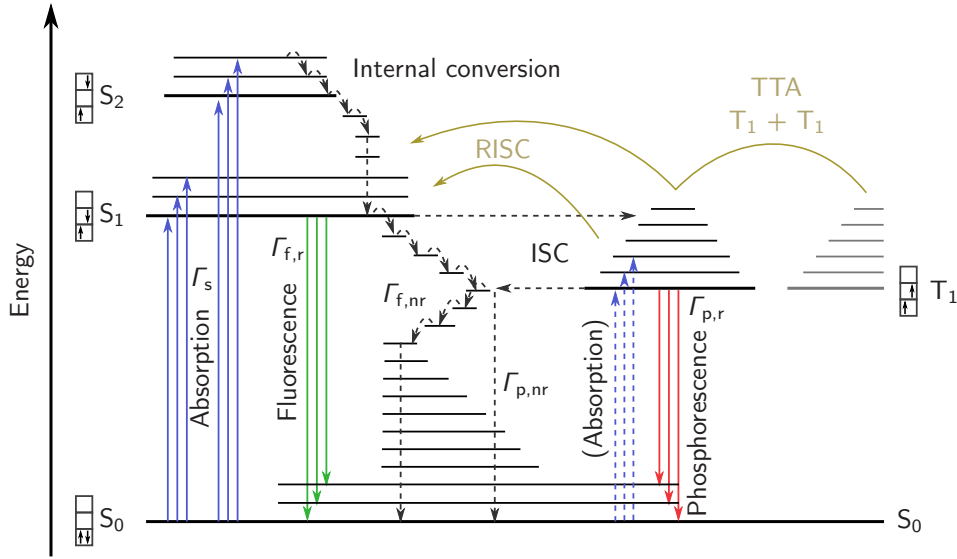 Internal conversion
TTA
T1 + T1
S2
RISC
S1
Γf,r
ISC
Energy
Γs
Γf,nr
T1
Γp,r
Absorption
Fluorescence
Γp,nr
(Absorption)
Phosphorescence
S0
S0